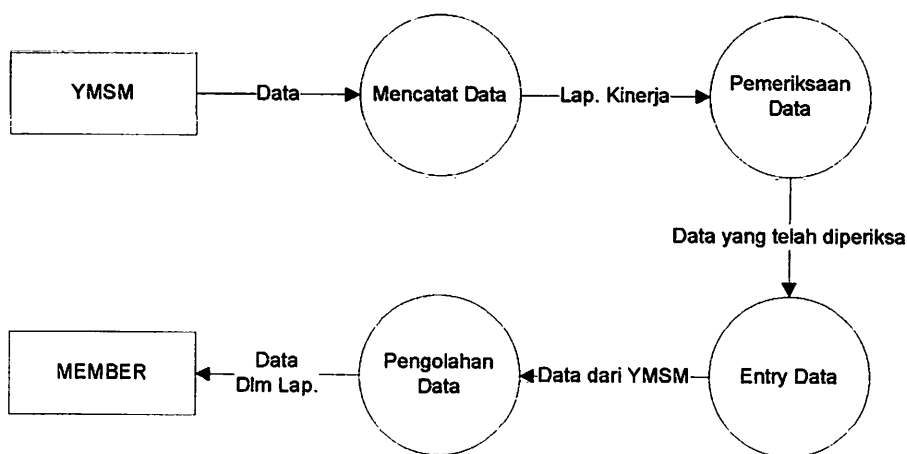 YMSM
Data
Mencatat Data
Lap. Kinerja
Pemeriksaan
Data
Data yang telah diperiksa
Entry Data
Data dari YMSM
Pengolahan
Data
Data
Dlm Lap.
MEMBER